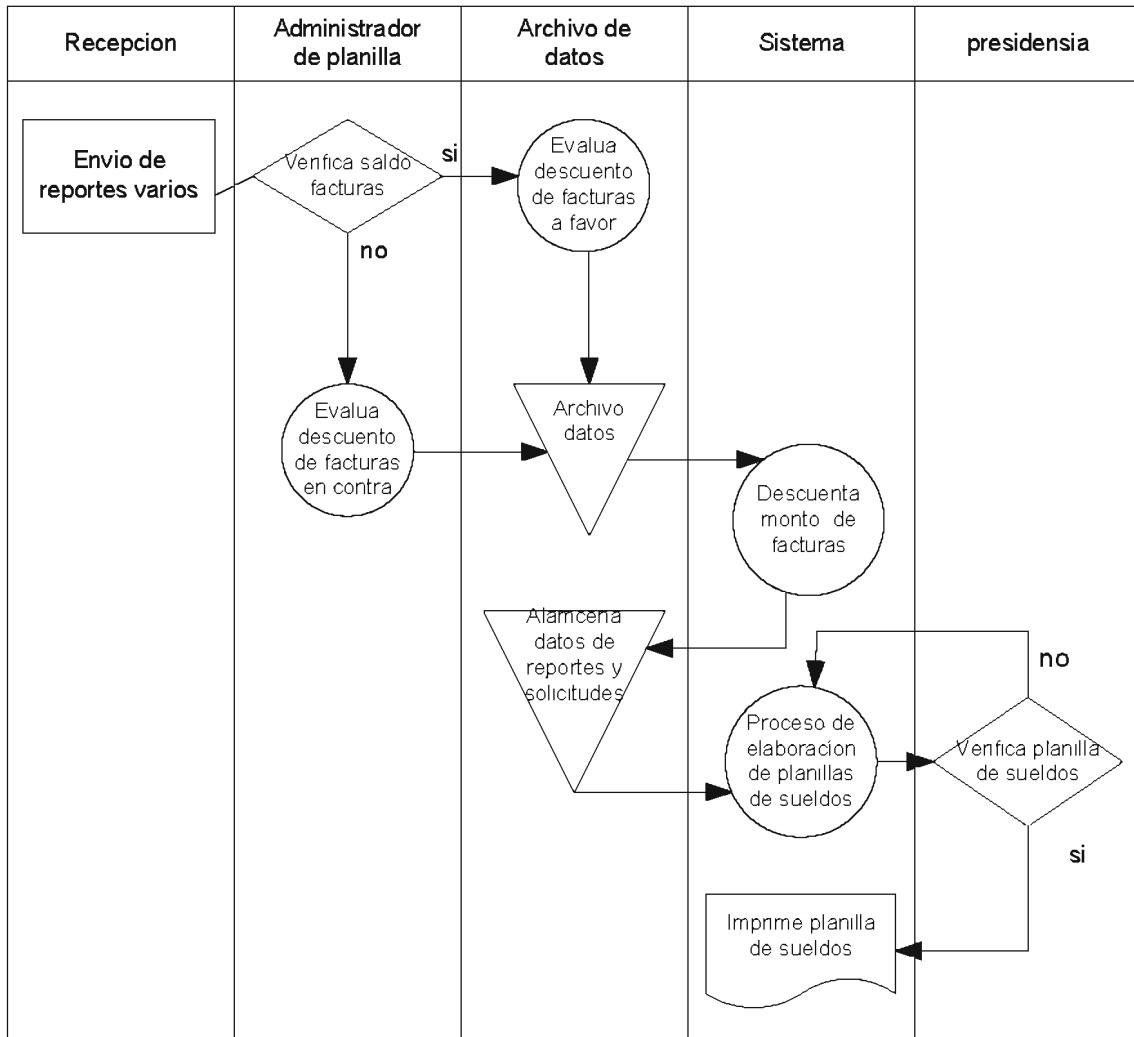 Recepcion
Administrador
de planilla
Archivo de
datos
Sistema
presidensia
Envio de
reportes varios
Verifica saldo
facturas
si
no
Evalua
descuento
de facturas
a favor
Evalua
descuento
de facturas
en contra
Archivo
datos
Descuenta
monto de
facturas
Alamcena
datos de
reportes y
solicitudes
Proceso de
elaboracion
de planillas
de sueldos
no
Verifica planilla
de sueldos
si
Imprime planilla
de sueldos